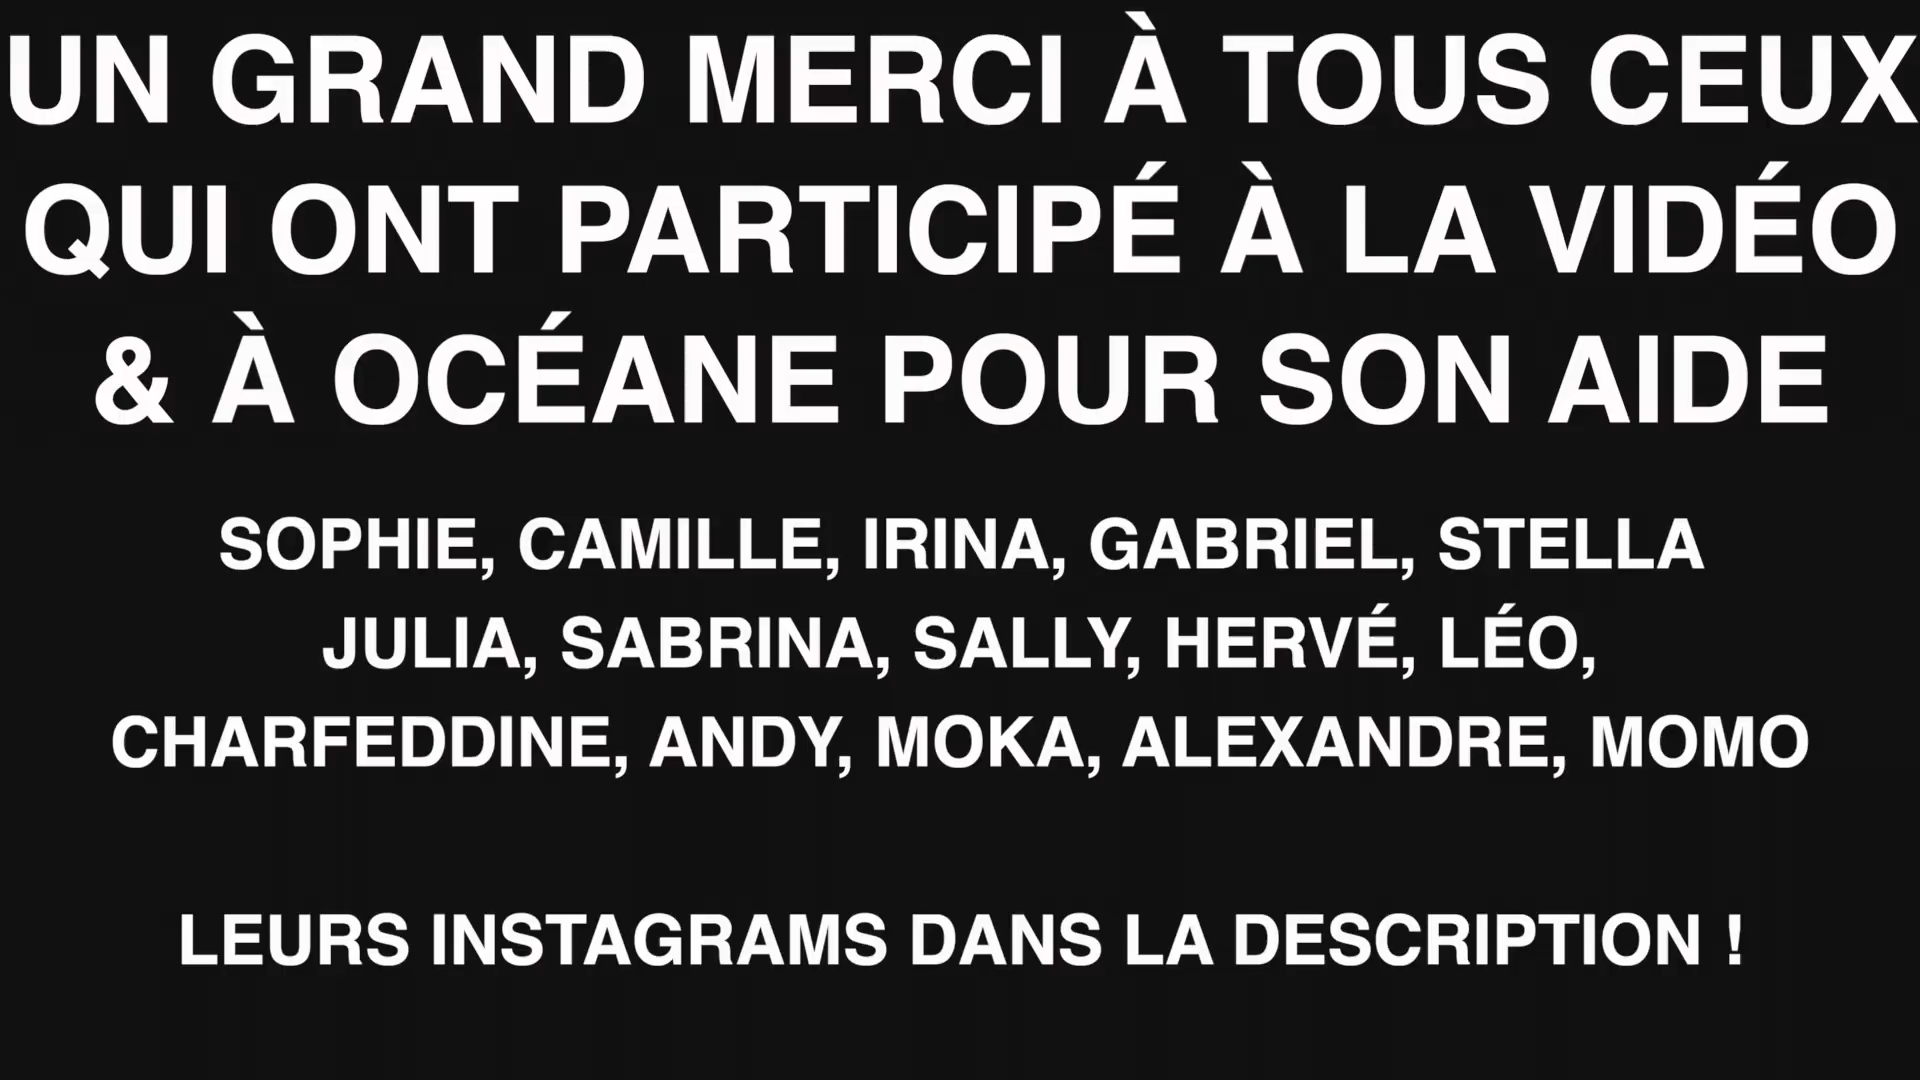 UN GRAND MERCI À TOUS CEUX
QUI ONT PARTICIPÉ À LA VIDÉO
& À OCÉANE POUR SON AIDE
SOPHIE, CAMILLE, IRINA, GABRIEL, STELLA
JULIA, SABRINA, SALLY, HERVÉ, LÉO,
CHARFEDDINE, ANDY, MOKA, ALEXANDRE, MOMO
LEURS INSTAGRAMS DANS LA DESCRIPTION !